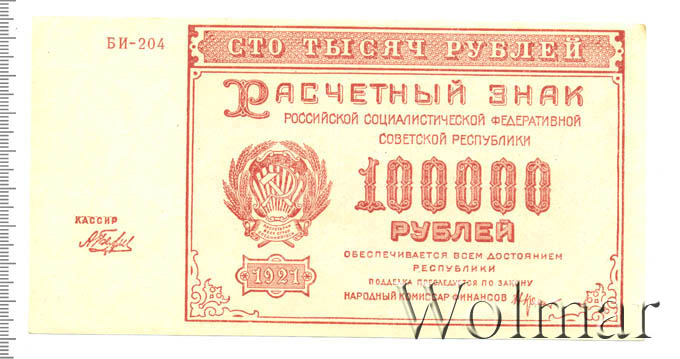 БИ-204
СТО ТЫСЯЧ РУБЛЕЙ
РАСЧЕТНЫЙ ЗНАК
РОССИЙСКОЙ СОЦИАЛИСТИЧЕСКОЙ ФЕДЕРАТИВНОЙ
СОВЕТСКОЙ РЕСПУБЛИКИ
100000
РУБЛЕЙ
КАССИР
1921
ОБЕСПЕЧИВАЕТСЯ ВСЕМ ДОСТОЯНИЕМ
РЕСПУБЛИКИ
ПОДДЕЛКА ПРЕСЛЕДУЕТСЯ ПО ЗАКОНУ
НАРОДНЫЙ КОМИССАР ФИНАНСОВ
Wolmar